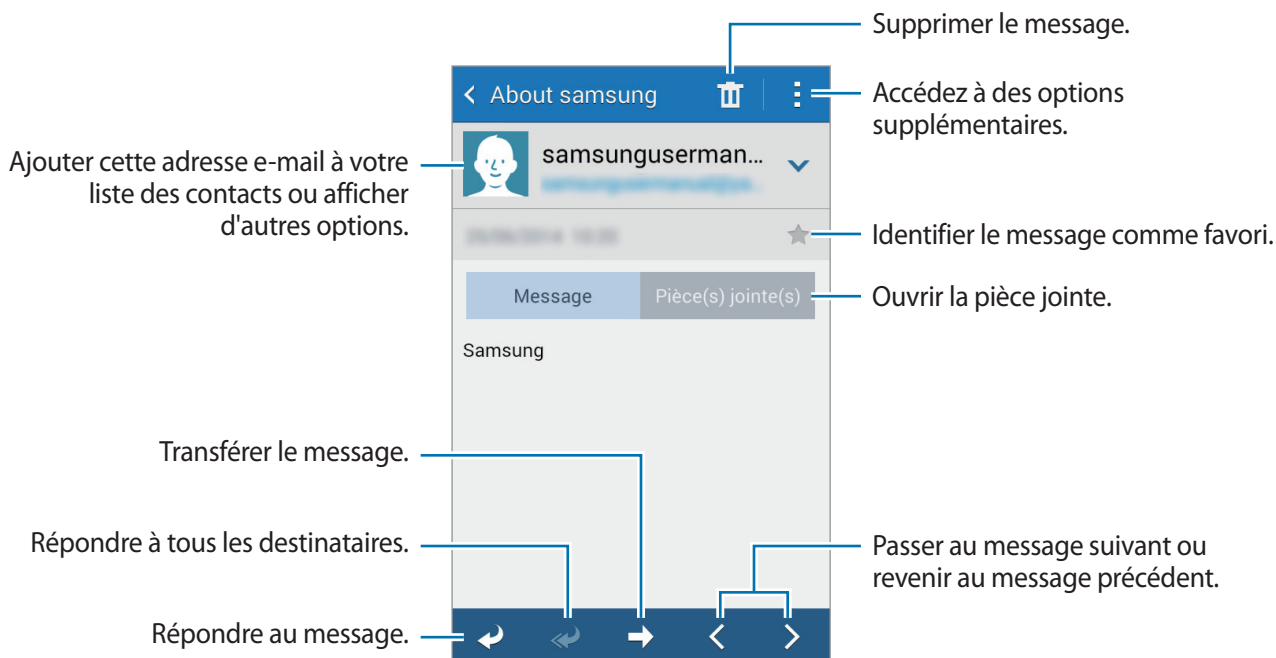 Supprimer le message.
About samsung
Accédez à des options
supplémentaires.
samsunguserman...
Ajouter cette adresse e-mail à votre
liste des contacts ou afficher
d'autres options.
Identifier le message comme favori.
Message
Pièce(s) jointe(s)
Ouvrir la pièce jointe.
Samsung
Transférer le message.
Répondre à tous les destinataires.
Passer au message suivant ou
revenir au message précédent.
Répondre au message.